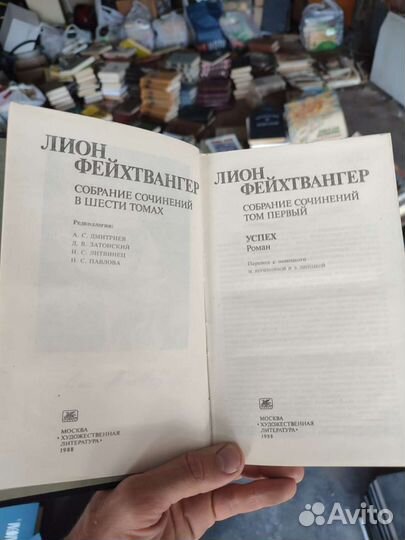 ЛИОН
ФЕЙХТВАНГЕР
СОБРАНИЕ СОЧИНЕНИЙ
В ШЕСТИ ТОМАХ
Редколлегия:
А. С. ДМИТРИЕВ
Д. В. ЗАТОНСКИЙ
Н. С. ЛИТВИНЕЦ
Н. С. ПАВЛОВА
МОСКВА
«ХУДОЖЕСТВЕННАЯ
ЛИТЕРАТУРА»
1988
ЛИОН
ФЕЙХТВАНГЕР
СОБРАНИЕ СОЧИНЕНИЙ
ТОМ ПЕРВЫЙ
УСПЕХ
Роман
Перевод с немецкого
МОСКВА
«ХУДОЖЕСТВЕННАЯ
ЛИТЕРАТУРА»
1988
Avito